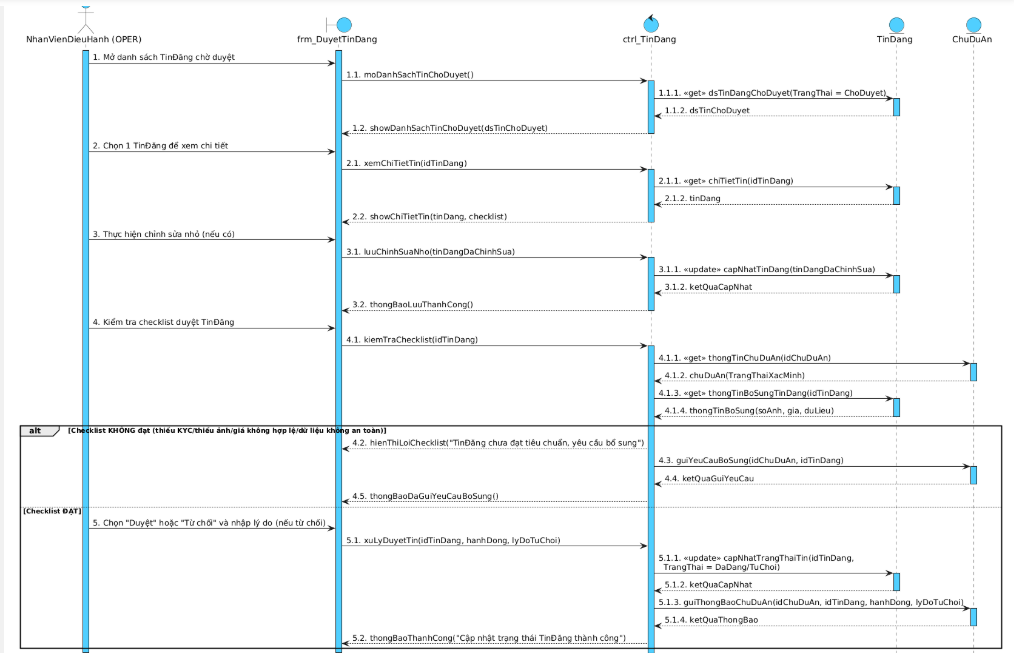 NhanVienDieuHanh (OPER)
frm_DuyetTinDang
ctrl_TinDang
TinDang
ChuDuAn
1. Mở danh sách TinĐăng chờ duyệt
1.1. moDanhSachTinChoDuyet()
1.1.1. «get» dsTinDangChoDuyet(TrangThai = ChoDuyet)
1.1.2. dsTinChoDuyet
1.2. showDanhSachTinChoDuyet(dsTinChoDuyet)
2. Chọn 1 TinĐăng để xem chi tiết
2.1. xemChiTietTin(idTinDang)
2.1.1. «get» chiTietTin(idTinDang)
2.1.2. tinDang
2.2. showChiTietTin(tinDang, checklist)
3. Thực hiện chỉnh sửa nhỏ (nếu có)
3.1. luuChinhSuaNho(tinDangDaChinhSua)
3.1.1. «update» capNhatTinDang(tinDangDaChinhSua)
3.1.2. ketQuaCapNhat
3.2. thongBaoLuuThanhCong()
4. Kiểm tra checklist duyệt TinĐăng
4.1. kiemTraChecklist(idTinDang)
4.1.1. «get» thongTinChuDuAn(idChuDuAn)
4.1.2. chuDuAn(TrangThaiXacMinh)
4.1.3. «get» thongTinBoSungTinDang(idTinDang)
4.1.4. thongTinBoSung(soAnh, gia, duLieu)
alt [Checklist KHÔNG đạt (thiếu KYC/thiếu ảnh/giá không hợp lệ/dữ liệu không an toàn)]
4.2. hienThiLoiChecklist("TinĐăng chưa đạt tiêu chuẩn, yêu cầu bổ sung")
4.3. guiYeuCauBoSung(idChuDuAn, idTinDang)
4.4. ketQuaGuiYeuCau
4.5. thongBaoDaGuiYeuCauBoSung()
[Checklist ĐẠT]
5. Chọn "Duyệt" hoặc "Từ chối" và nhập lý do (nếu từ chối)
5.1. xuLyDuyetTin(idTinDang, hanhDong, lyDoTuChoi)
5.1.1. «update» capNhatTrangThaiTin(idTinDang,
TrangThai = DaDang/TuChoi)
5.1.2. ketQuaCapNhat
5.1.3. guiThongBaoChuDuAn(idChuDuAn, idTinDang, hanhDong, lyDoTuChoi)
5.1.4. ketQuaThongBao
5.2. thongBaoThanhCong("Cập nhật trạng thái TinĐăng thành công")